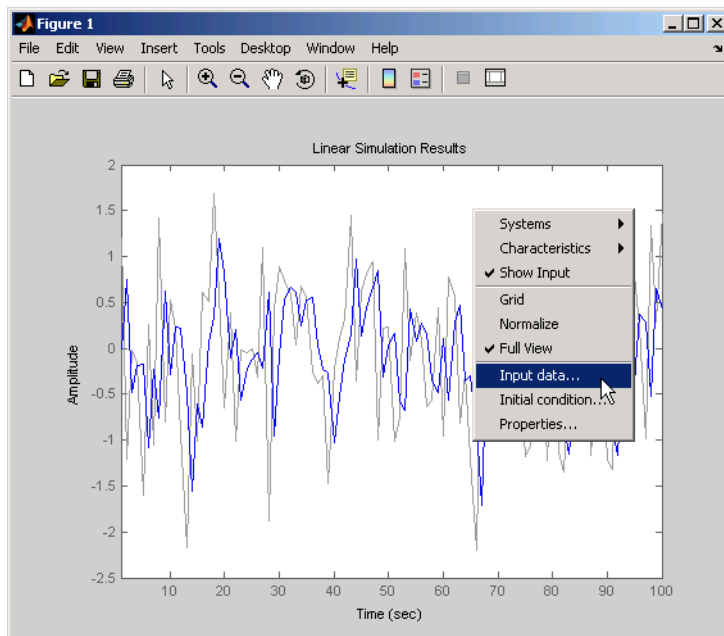 Figure 1
File Edit View Insert Tools Desktop Window Help
Linear Simulation Results
2
1.5
1
0.5
0
-0.5
-1
-1.5
-2
-2.5
Amplitude
10 20 30 40 50 60 70 80 90 100
Time (sec)
Systems
Characteristics
Show Input
Grid
Normalize
Full View
Input data...
Initial condition...
Properties...